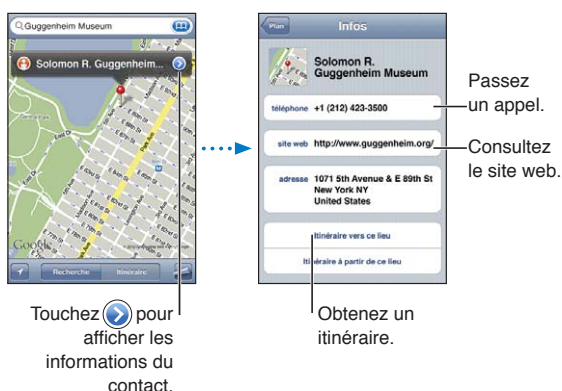 Guggenheim Museum
Solomon R. Guggenheim...
Google
Recherche
Itinéraire
Touchez pour
afficher les
informations du
contact.
Plan
Infos
Solomon R.
Guggenheim Museum
téléphone +1 (212) 423-3500
site web http://www.guggenheim.org/
adresse 1071 5th Avenue & E 89th St
New York NY
United States
Itinéraire vers ce lieu
Itinéraire à partir de ce lieu
Passez
un appel.
Consultez
le site web.
Obtenez un
itinéraire.